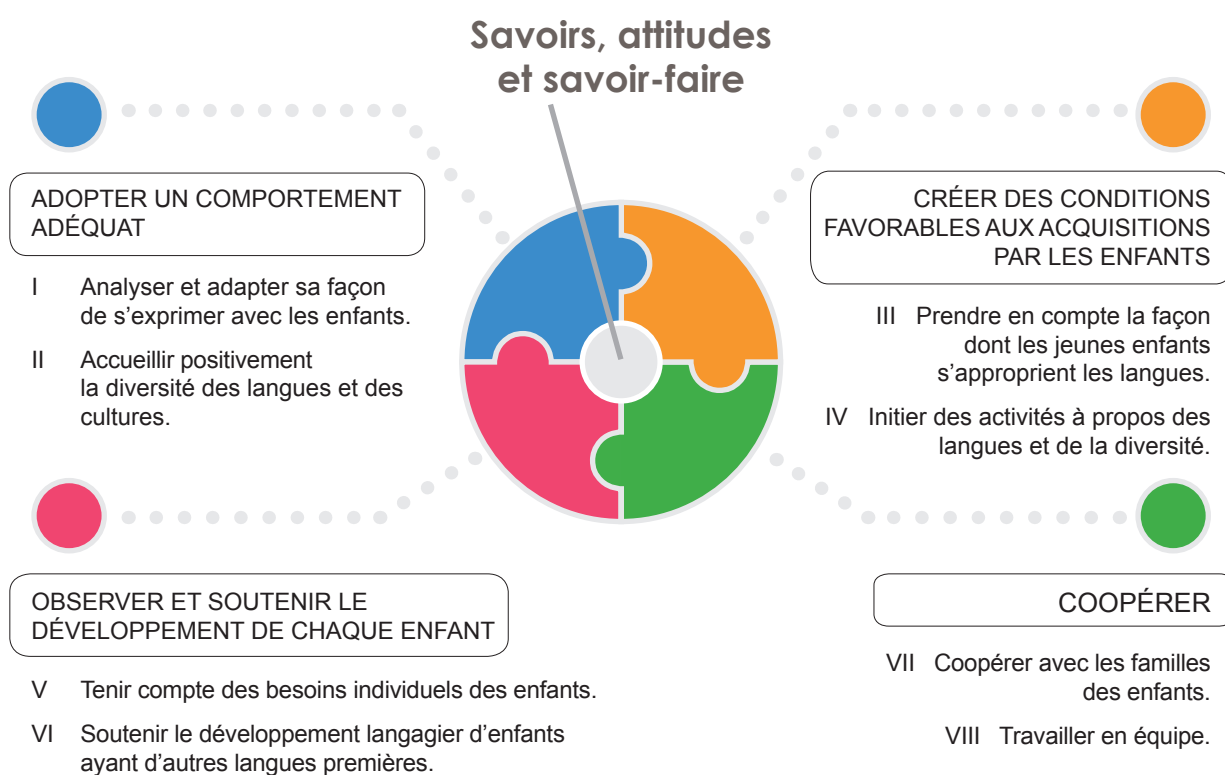 Savoirs, attitudes
et savoir-faire
ADOPTER UN COMPORTEMENT
ADÉQUAT
I Analyser et adapter sa façon
de s’exprimer avec les enfants.
II Accueillir positivement
la diversité des langues et des
cultures.
CRÉER DES CONDITIONS
FAVORABLES AUX ACQUISITIONS
PAR LES ENFANTS
III Prendre en compte la façon
dont les jeunes enfants
s’approprient les langues.
IV Initier des activités à propos des
langues et de la diversité.
OBSERVER ET SOUTENIR LE
DÉVELOPPEMENT DE CHAQUE ENFANT
V Tenir compte des besoins individuels des enfants.
VI Soutenir le développement langagier d’enfants
ayant d’autres langues premières.
COOPÉRER
VII Coopérer avec les familles
des enfants.
VIII Travailler en équipe.